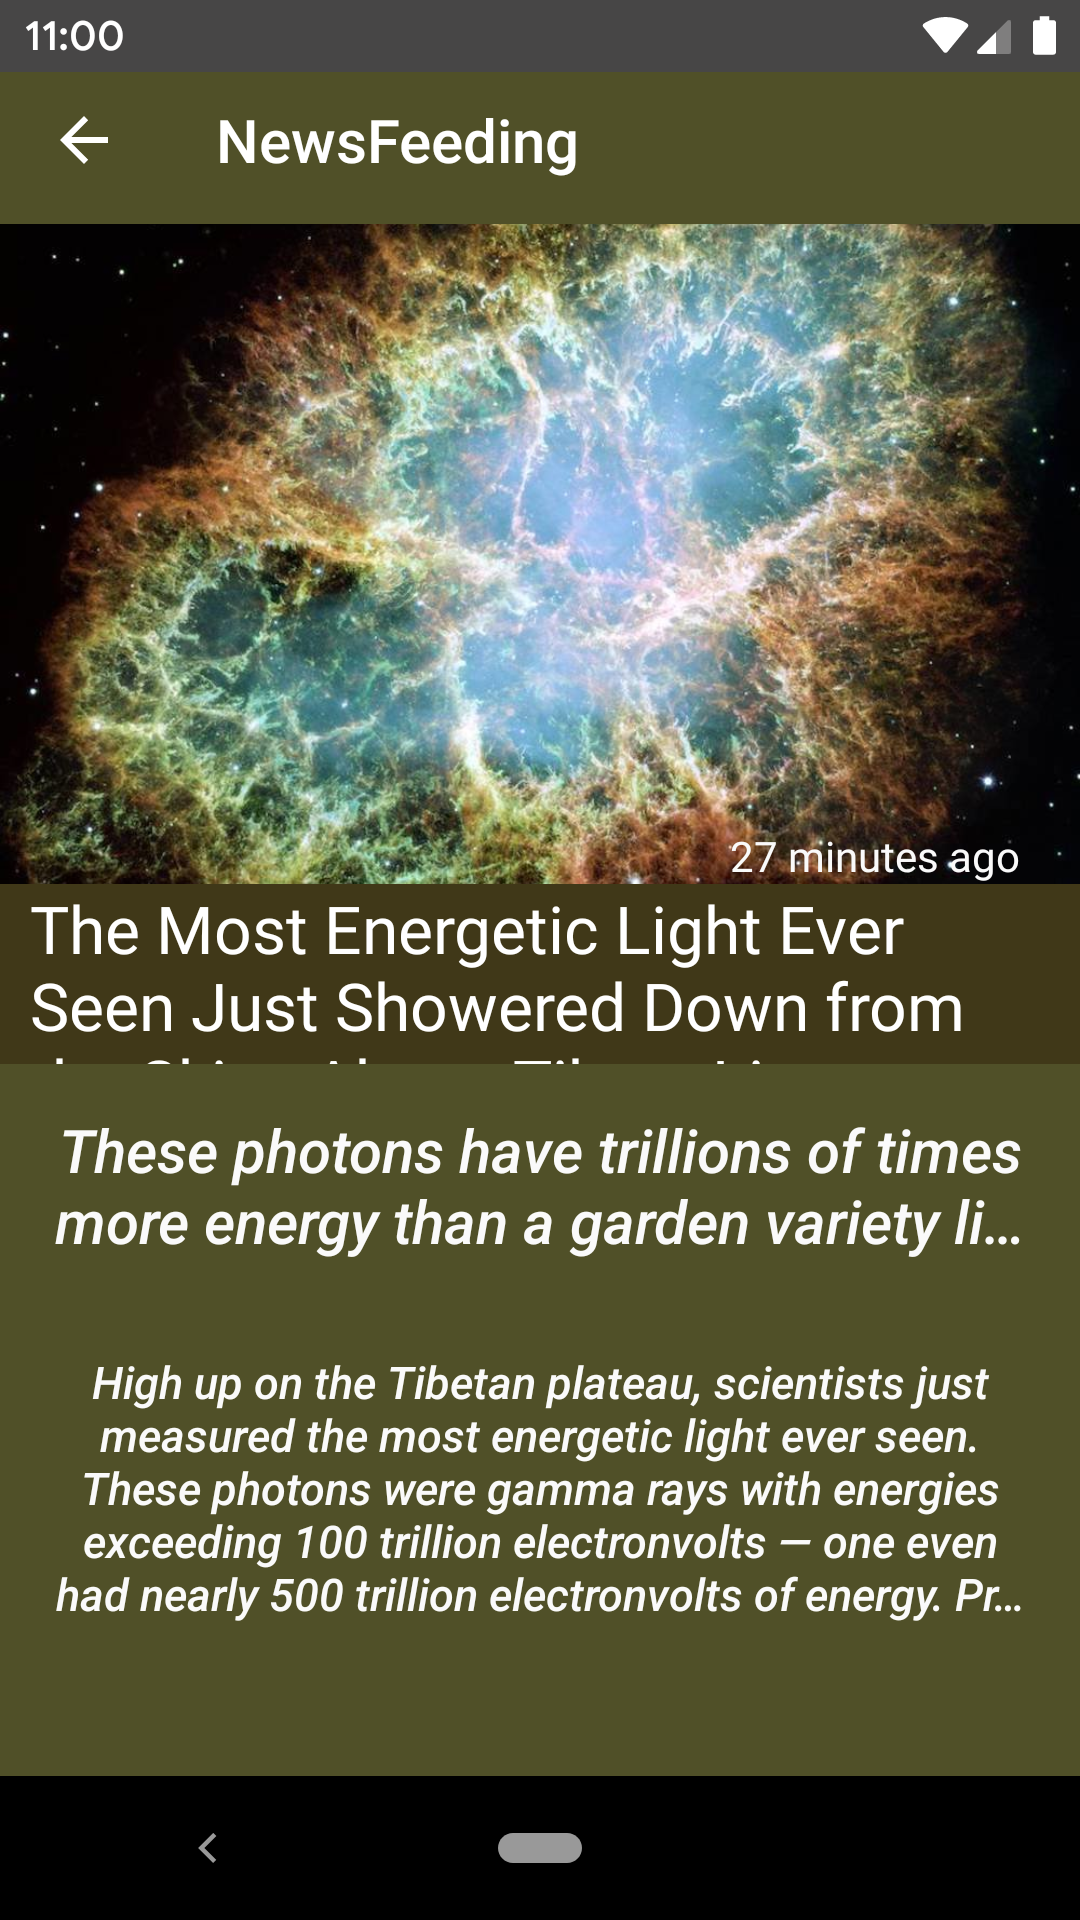 11:00
NewsFeeding
27 minutes ago
The Most Energetic Light Ever
Seen Just Showered Down from
These photons have trillions of times
more energy than a garden variety li...
High up on the Tibetan plateau, scientists just
measured the most energetic light ever seen.
These photons were gamma rays with energies
exceeding 100 trillion electronvolts — one even
had nearly 500 trillion electronvolts of energy. Pr...